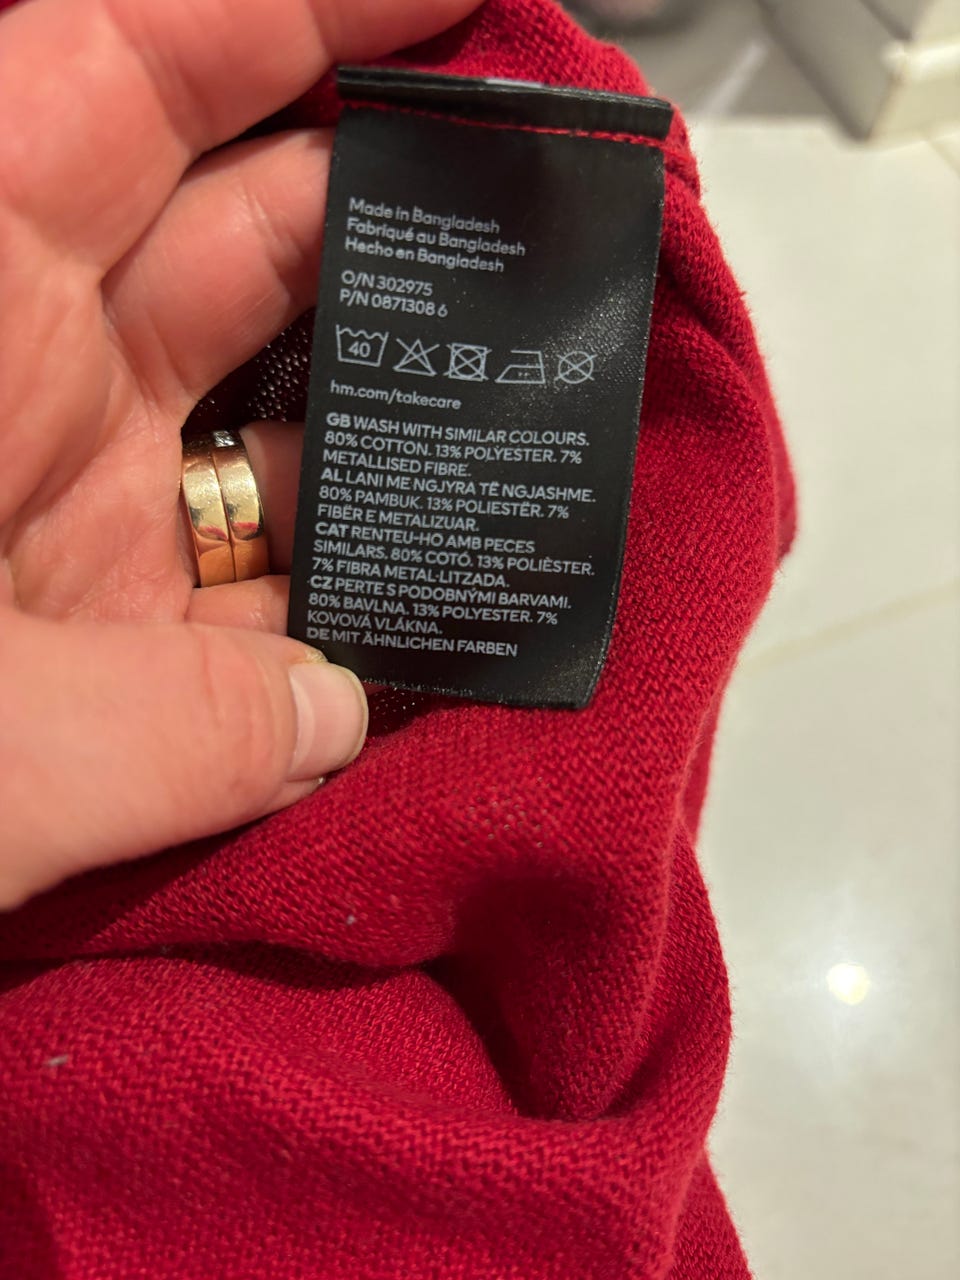 Made in Bangladesh
Fabriqué au Bangladesh
Hecho en Bangladesh
O/N 302975
P/N 0871308 6
40
hm.com/takecare
GB WASH WITH SIMILAR COLOURS.
80% COTTON. 13% POLYESTER. 7%
METALLISED FIBRE.
AL LANI ME NGJYRA TË NGJASHME.
80% PAMBUK. 13% POLIESTËR. 7%
FIBËR E METALIZUAR.
CAT RENTEU-HO AMB PECES
SIMILARS. 80% COTÓ. 13% POLIÈSTER.
7% FIBRA METAL·LITZADA.
CZ PERTE S PODOBNÝMI BARVAMI.
80% BAVLNA. 13% POLYESTER. 7%
KOVOVÁ VLÁKNA.
DE MIT ÄHNLICHEN FARBEN